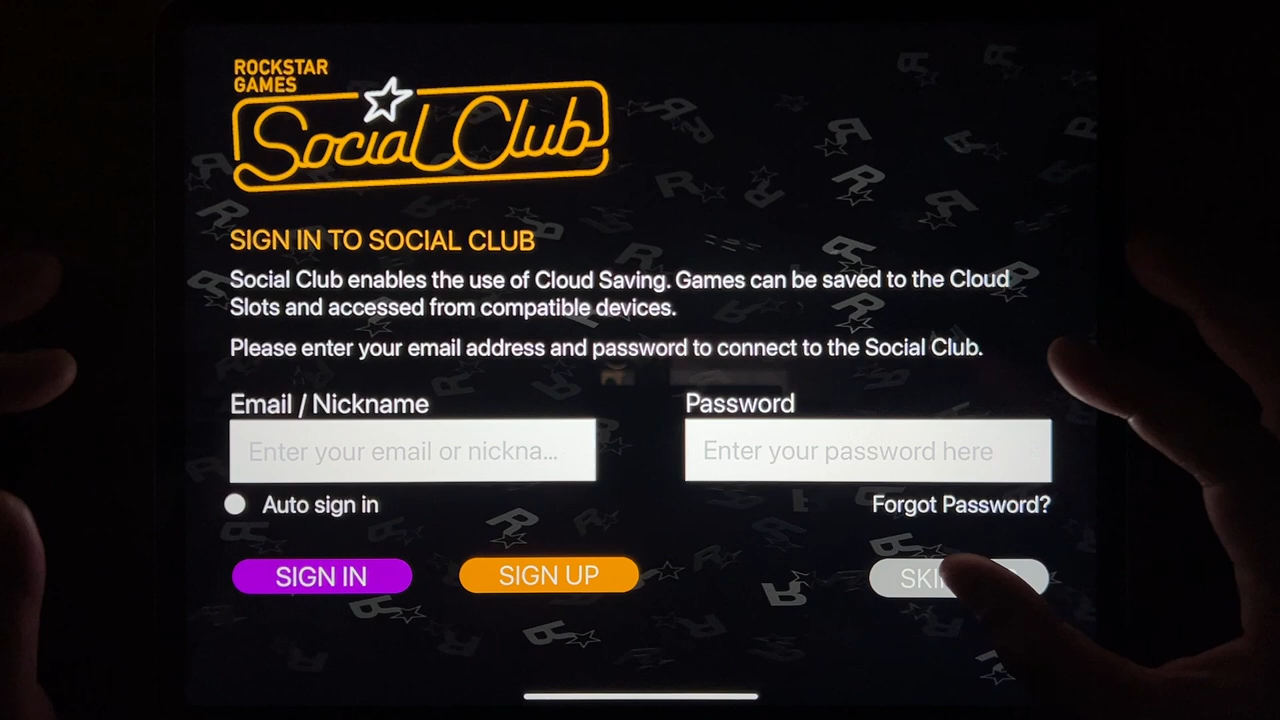 ROCKSTAR
GAMES
Social Club
SIGN IN TO SOCIAL CLUB
Social Club enables the use of Cloud Saving. Games can be saved to the Cloud
Slots and accessed from compatible devices.
Please enter your email address and password to connect to the Social Club.
Email / Nickname
Password
Enter your email or nickna...
Enter your password here
Auto sign in
Forgot Password?
SIGN IN
SIGN UP